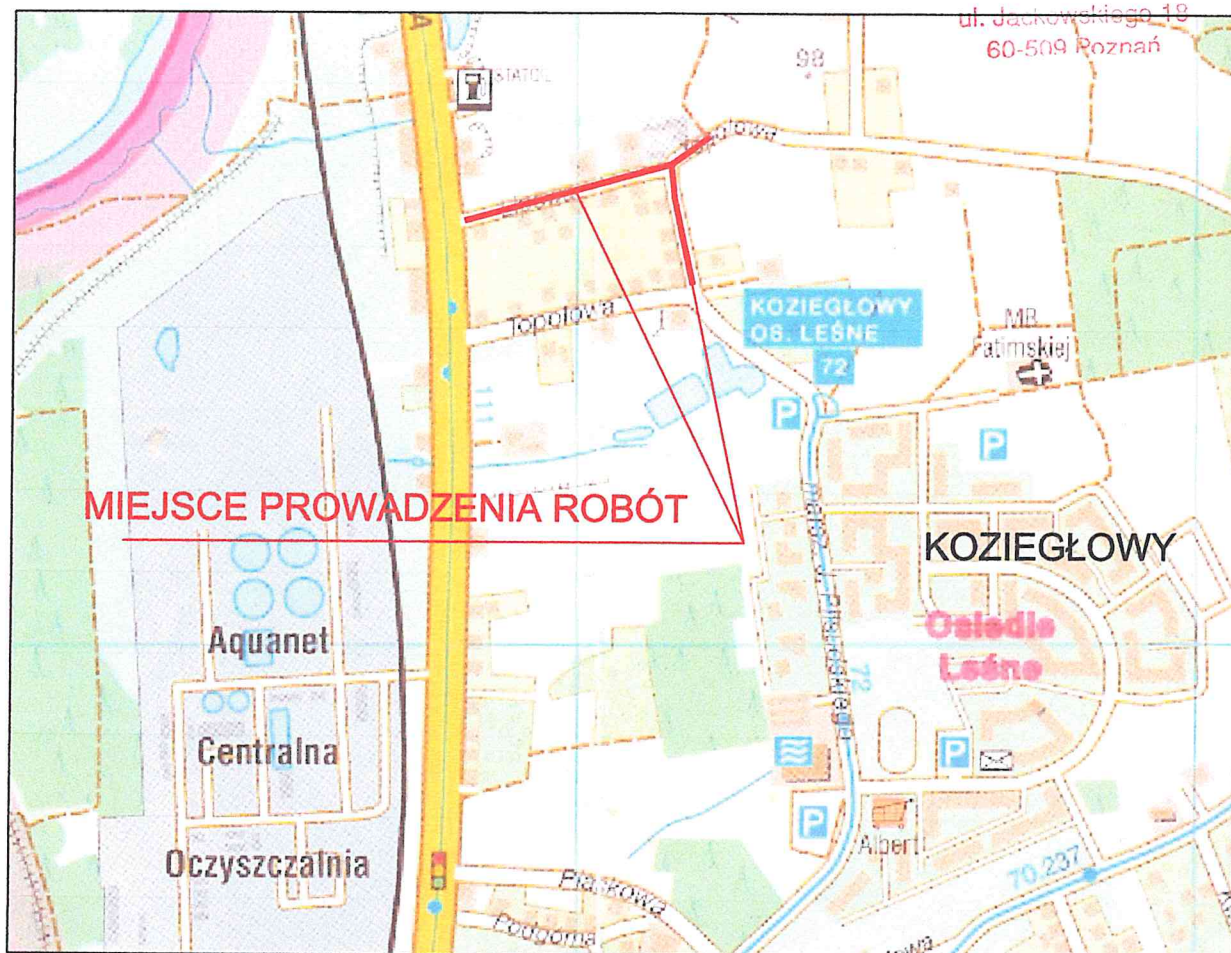 ul. Jackowskiego 18
60-509 Poznań
A
STATOIL
98
Topolowa
KOZIEGŁOWY
OS. LEŚNE
72
MB
Fatimskiej
P
P
MIEJSCE PROWADZENIA ROBÓT
KOZIEGŁOWY
Osiedle
Leśne
Aquanet
72
Centralna
P
P
Albert
Oczyszczalnia
70.237
Piaskowa
Podgórna